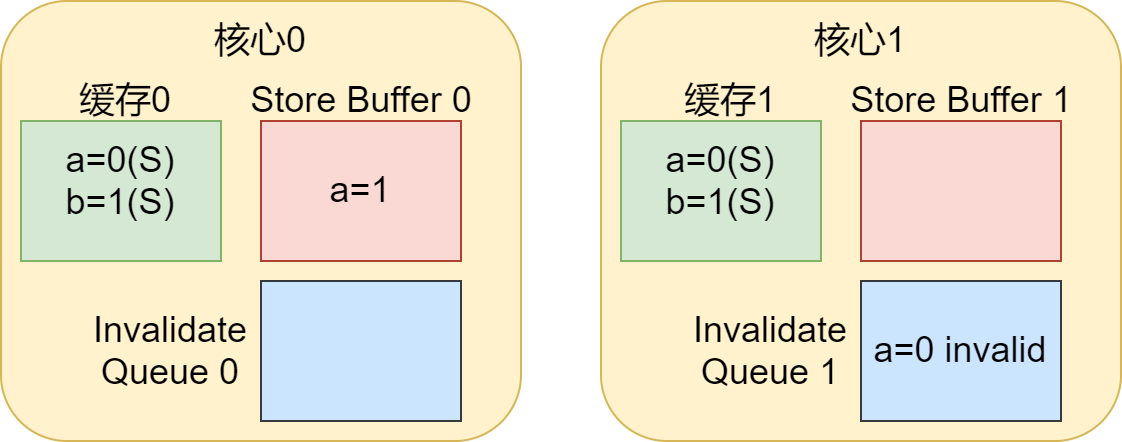 核心0
缓存0
Store Buffer 0
a=0(S)
b=1(S)
a=1
Invalidate
Queue 0
核心1
缓存1
Store Buffer 1
a=0(S)
b=1(S)
Invalidate
Queue 1
a=0 invalid